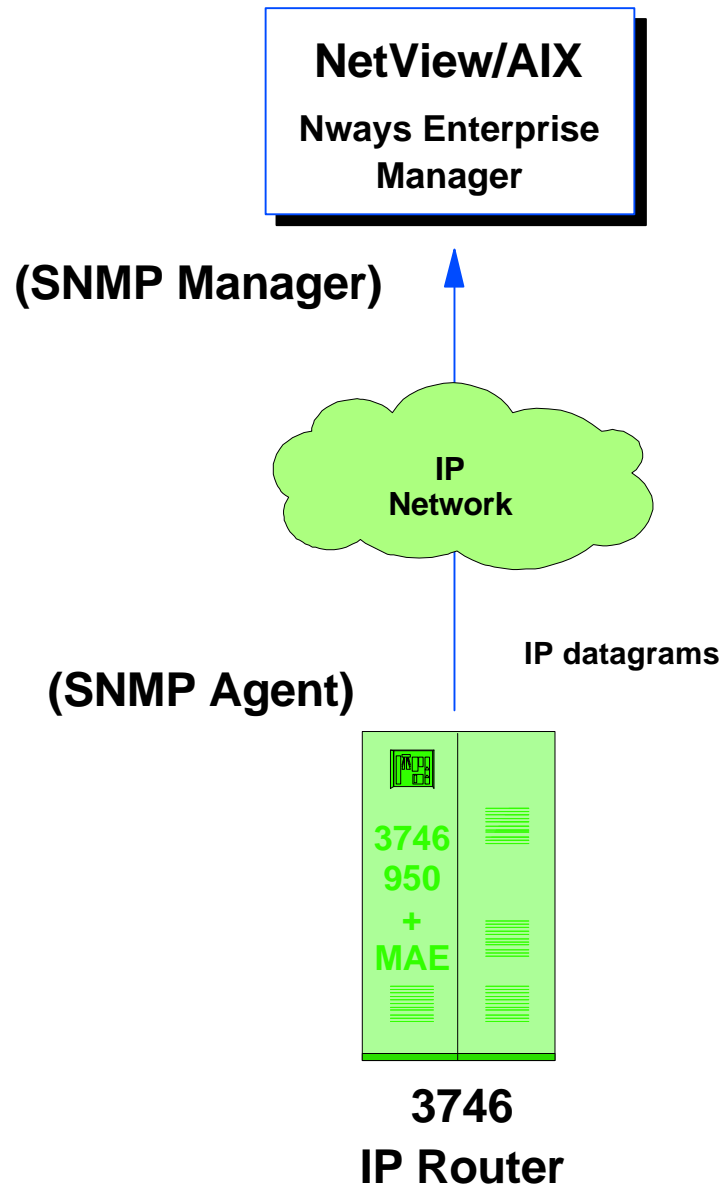 NetView/AIX
Nways Enterprise
Manager
(SNMP Manager)
IP
Network
IP datagrams
(SNMP Agent)
3746
950
+
MAE
3746
IP Router